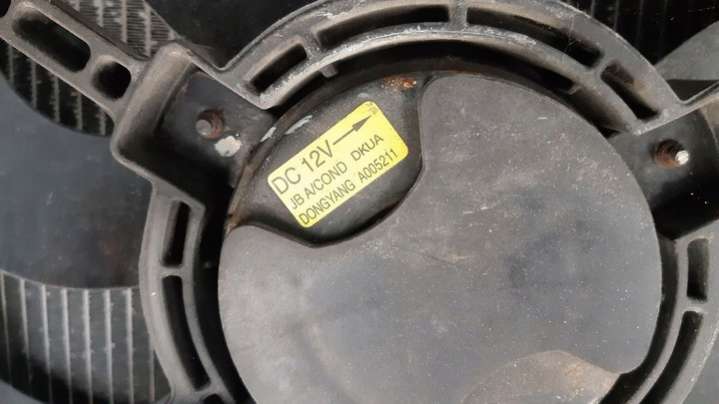 DC 12V →
JB A/COND DKUA
DONGYANG A005211